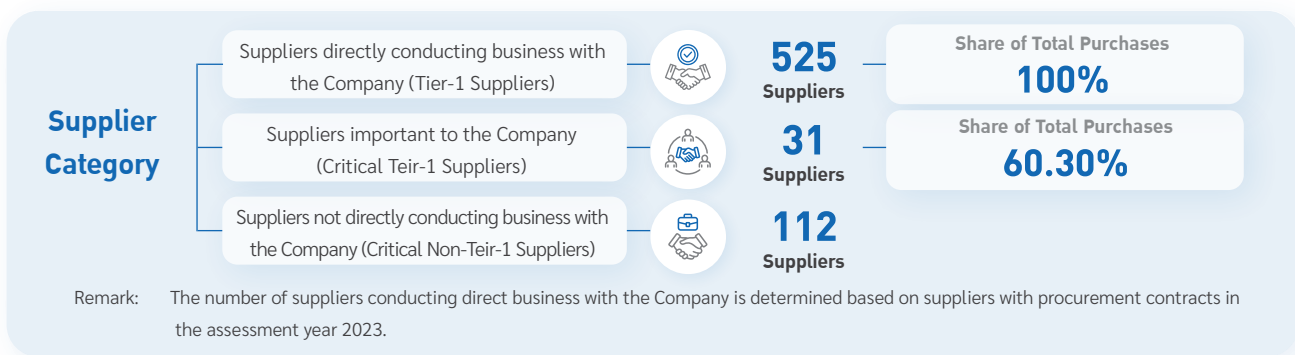 Supplier
Category
Suppliers directly conducting business with
the Company (Tier-1 Suppliers)
525
Suppliers
Share of Total Purchases
100%
Suppliers important to the Company
(Critical Teir-1 Suppliers)
31
Suppliers
Share of Total Purchases
60.30%
Suppliers not directly conducting business with
the Company (Critical Non-Teir-1 Suppliers)
112
Suppliers
Remark: The number of suppliers conducting direct business with the Company is determined based on suppliers with procurement contracts in
the assessment year 2023.